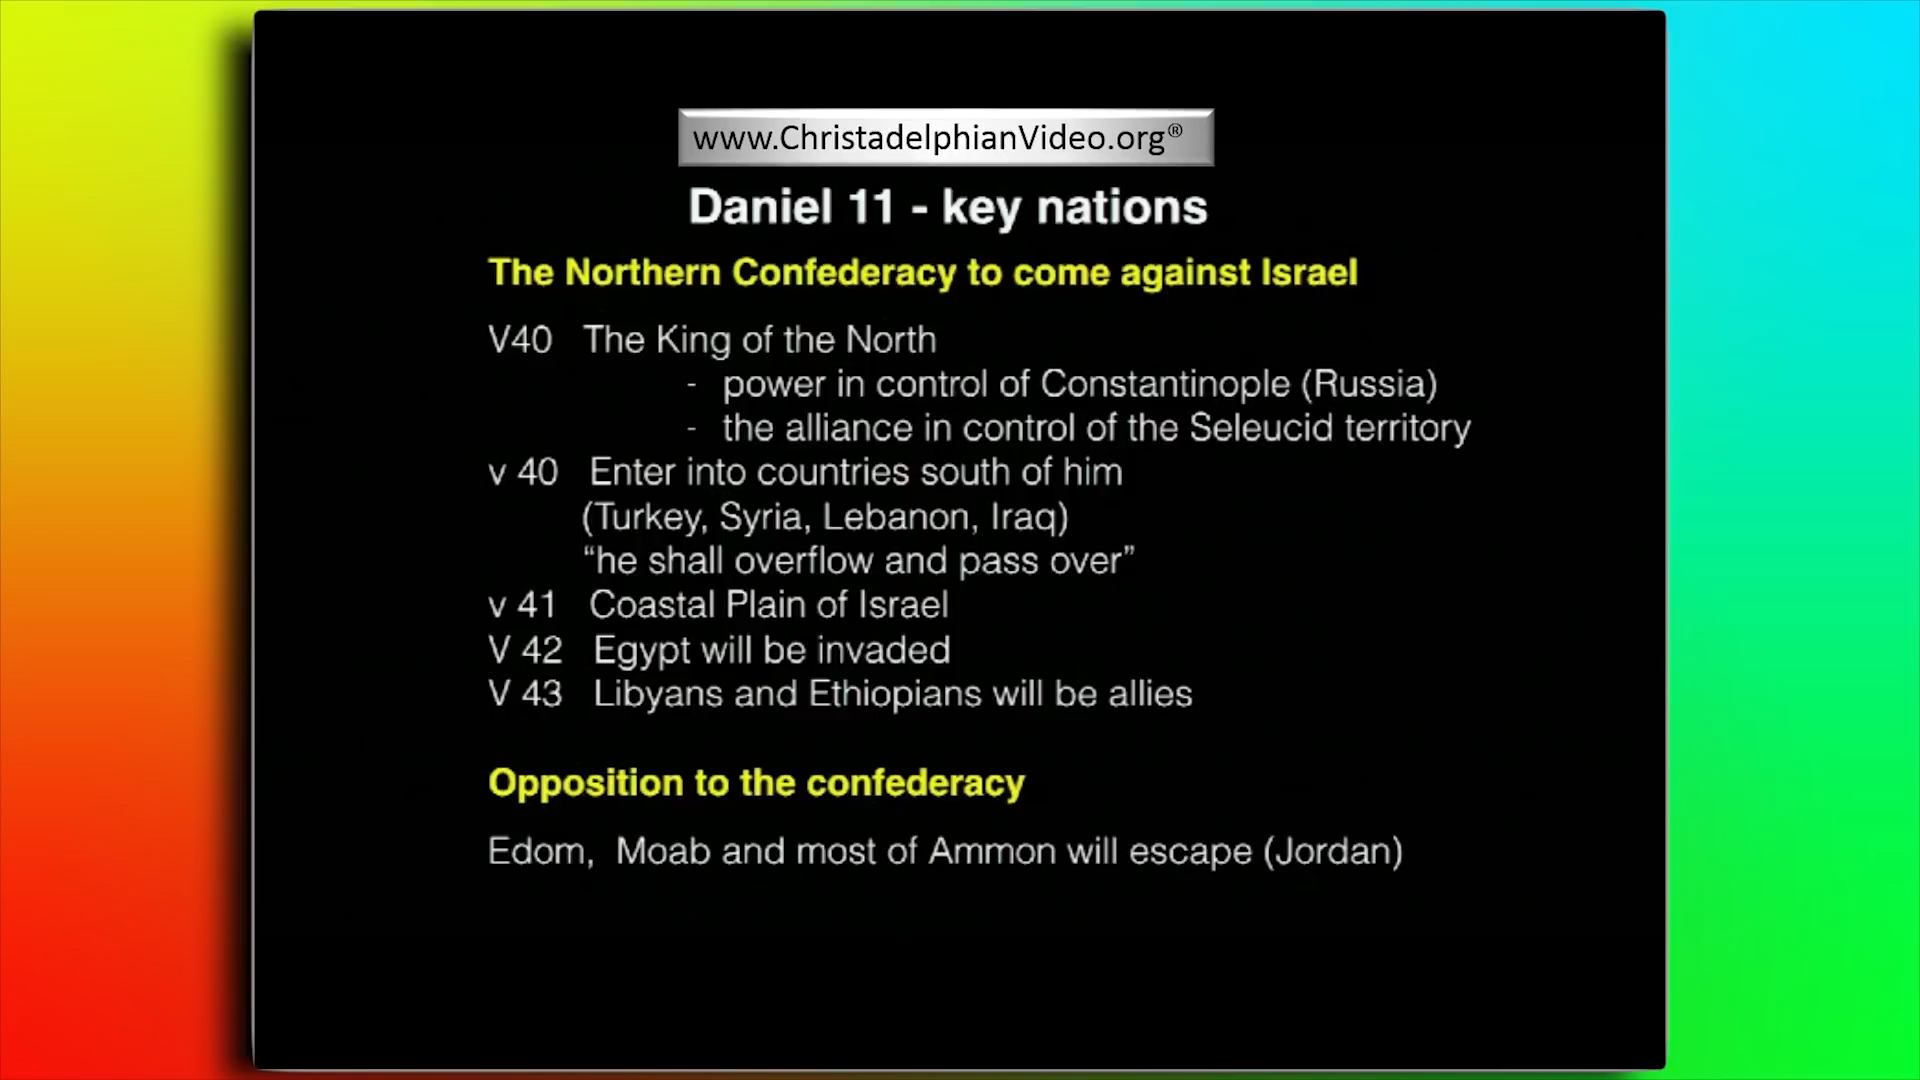 www.ChristadelphianVideo.org®
Daniel 11 - key nations
The Northern Confederacy to come against Israel
V40 The King of the North
- power in control of Constantinople (Russia)
- the alliance in control of the Seleucid territory
v 40 Enter into countries south of him
(Turkey, Syria, Lebanon, Iraq)
“he shall overflow and pass over”
v 41 Coastal Plain of Israel
V 42 Egypt will be invaded
V 43 Libyans and Ethiopians will be allies
Opposition to the confederacy
Edom, Moab and most of Ammon will escape (Jordan)